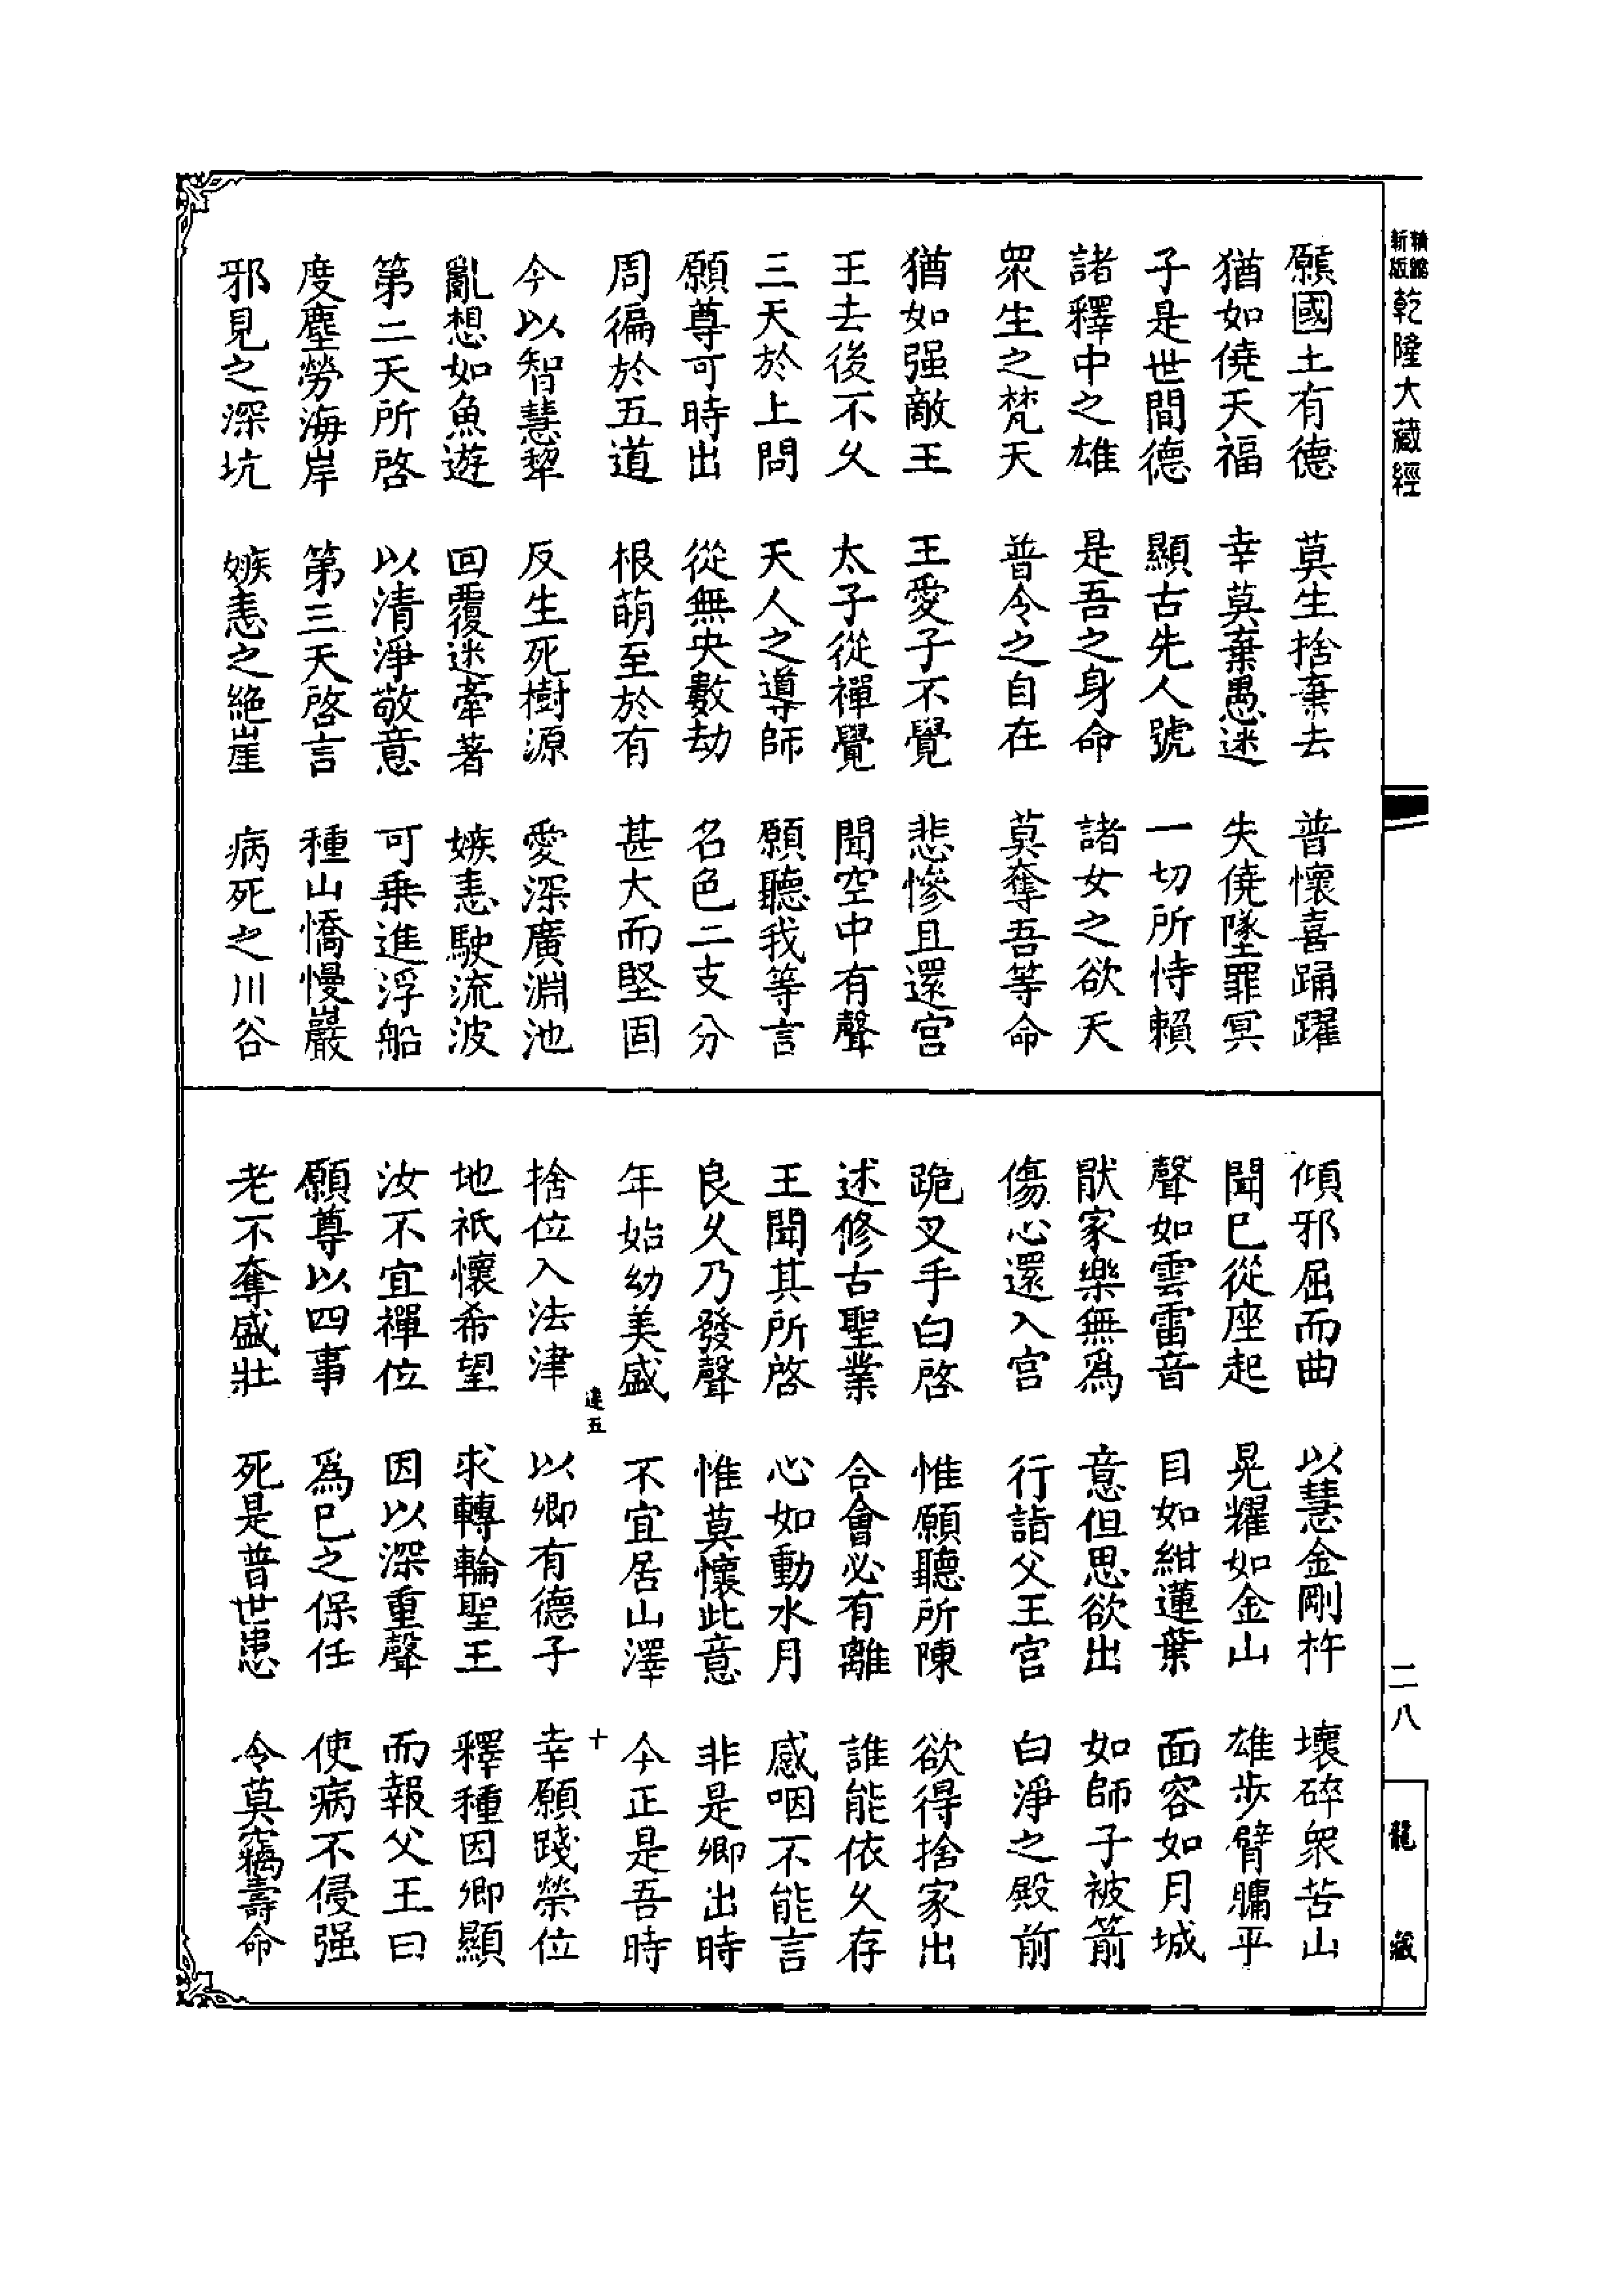 新精
版縮
乾隆大藏經
二八
龍藏
願國土有德 莫生捨棄去 普懷喜踊躍
猶如僥天福 幸莫棄愚迷 失僥墜罪冥
子是世間德 顯古先人號 一切所恃賴
諸釋中之雄 是吾之身命 諸女之欲天
眾生之梵天 普令之自在 莫奪吾等命
猶如强敵王 王愛子不覺 悲慘且還宫
王去後不久 太子從禪覺 聞空中有聲
三天於上問 天人之導師 願聽我等言
願尊可時出 從無央數劫 名色二支分
周徧於五道 根萌至於有 甚大而堅固
今以智慧犂 反生死樹源 愛深廣淵池
亂想如魚遊 回覆迷牽著 嫉恚駛流波
第二天所啓 以清淨敬意 可乗進浮船
度塵勞海岸 第三天啓言 種山憍慢巖
邪見之深坑 嫉恚之絶崖 病死之川谷
傾邪屈而曲 以慧金剛杵 壞碎眾苦山
聞已從座起 晃耀如金山 雄步臂𦟛平
聲如雲雷音 目如紺蓮葉 面容如月城
猒家樂無爲 意但思欲出 如師子被箭
傷心還入宫 行詣父王宫 白淨之殿前
跪叉手白啓 惟願聽所陳 欲得捨家出
述修古聖業 合會必有離 誰能依久存
王聞其所啓 心如動水月 感咽不能言
良久乃發聲 惟莫懷此意 非是卿出時
年始幼美盛 不宜居山澤 今正是吾時
達五 十
捨位入法津 以卿有德子 幸願踐榮位
地祇懷希望 求轉輪聖王 釋種因卿顯
汝不宜禪位 因以深重聲 而報父王曰
願尊以四事 爲已之保任 使病不侵强
老不奪盛壯 死是普世患 令莫竊壽命